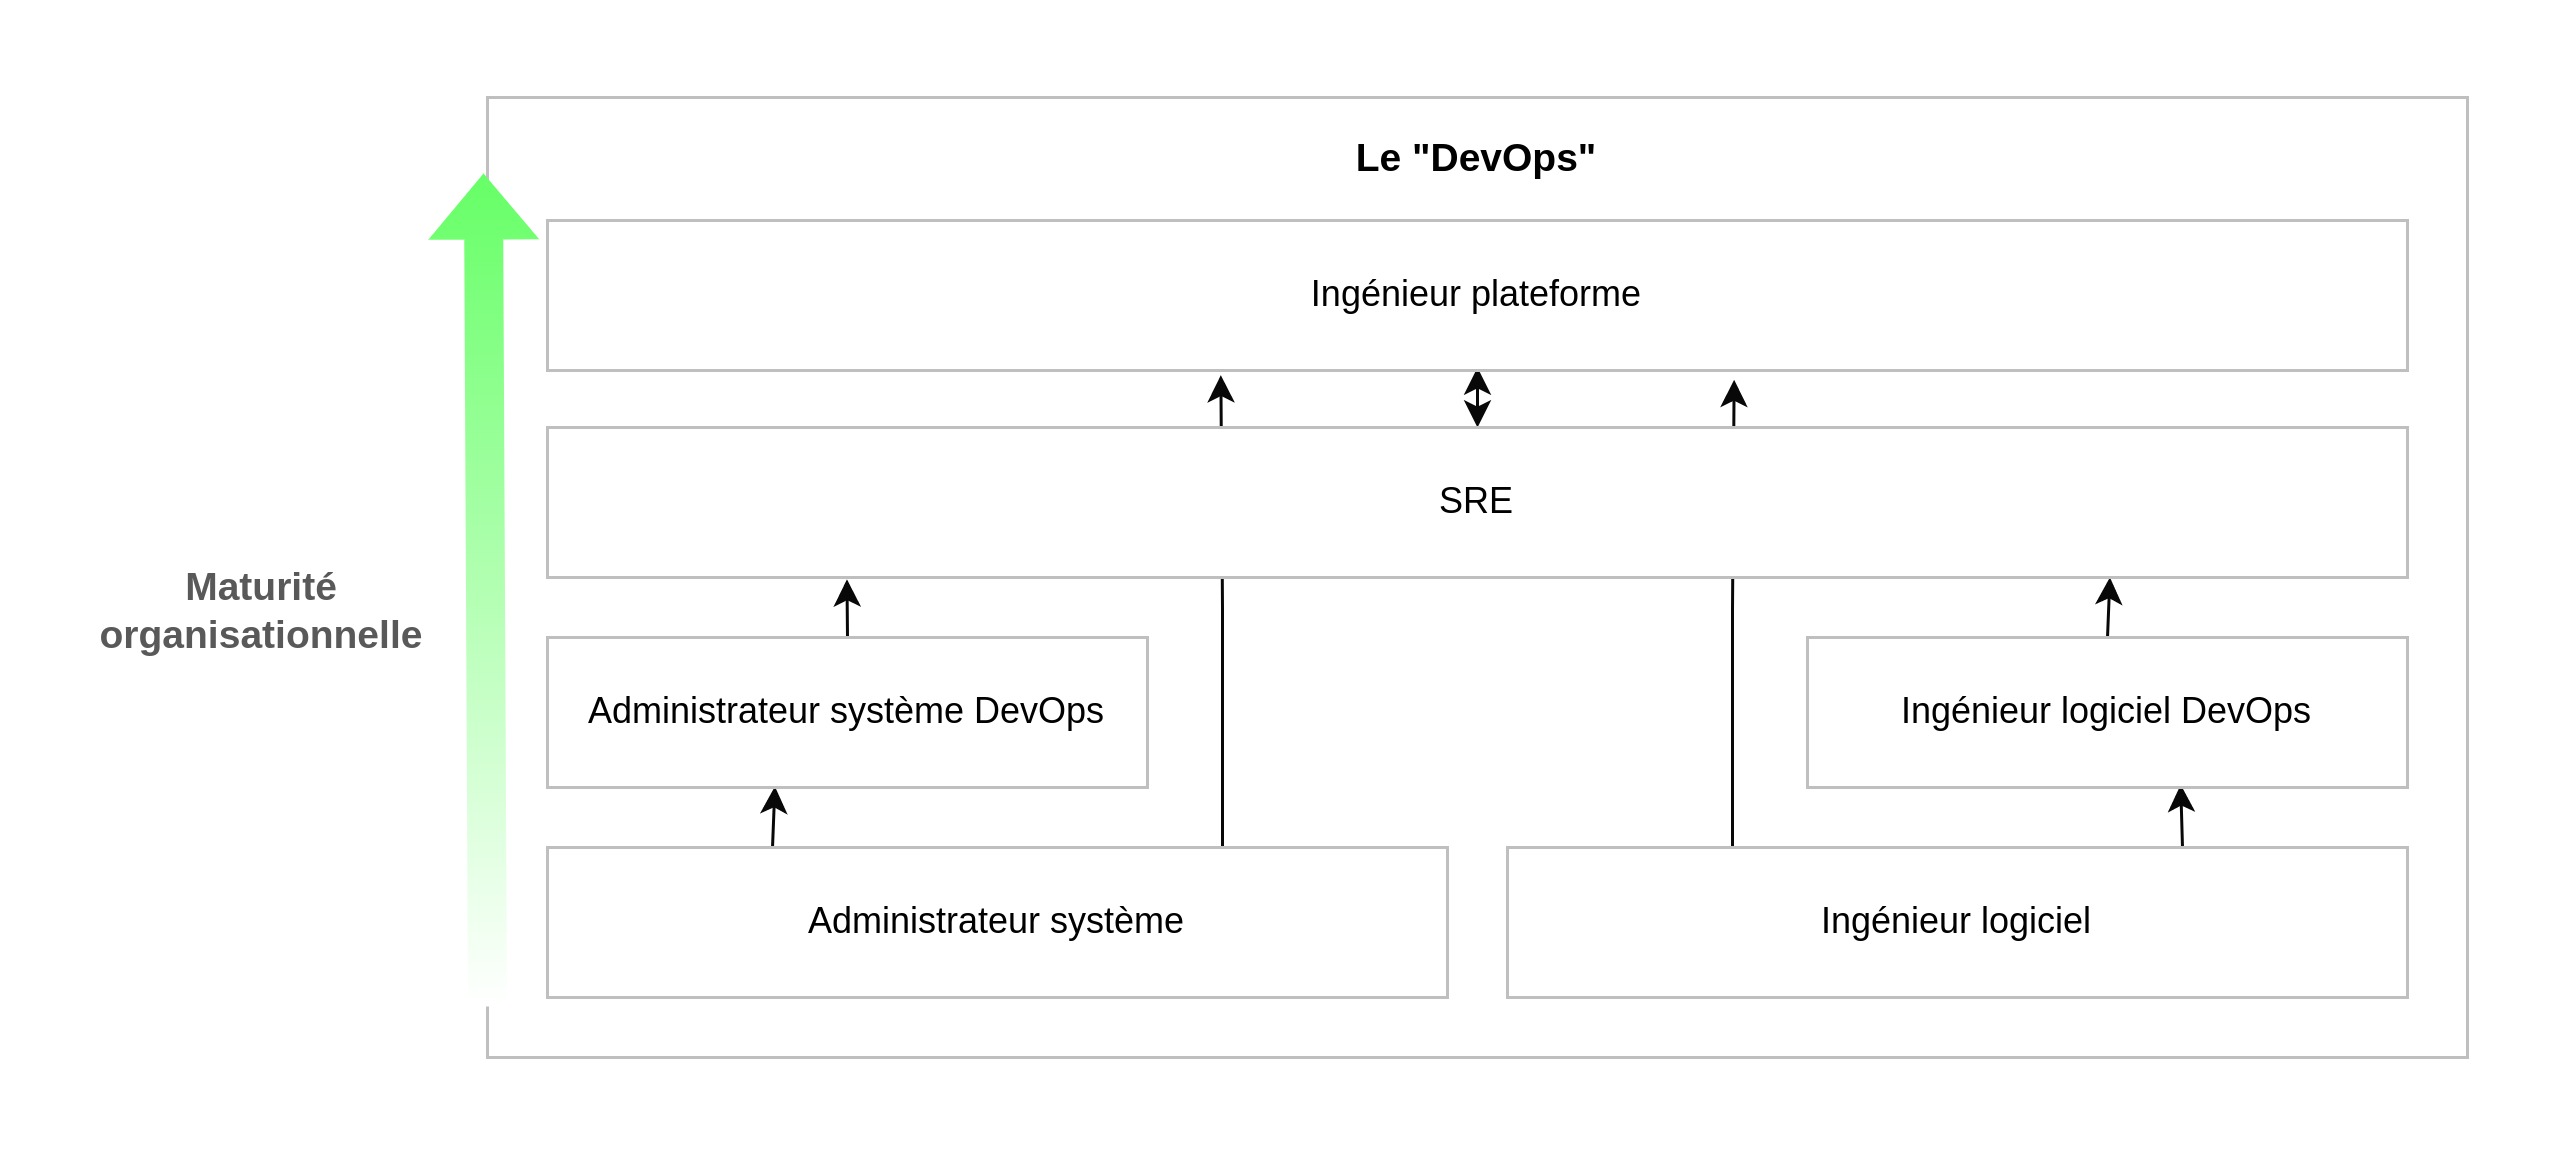 Le "DevOps"
Ingénieur plateforme
SRE
Maturité
organisationnelle
Administrateur système DevOps
Ingénieur logiciel DevOps
Administrateur système
Ingénieur logiciel